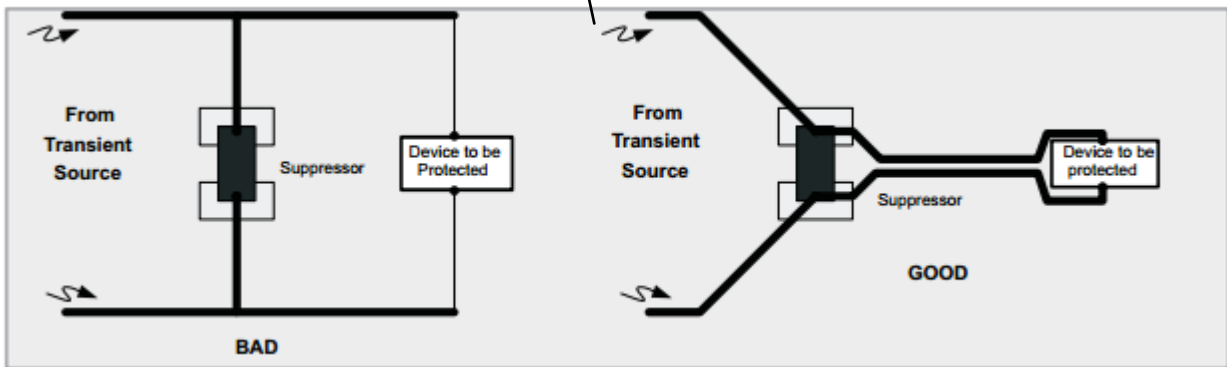 From
Transient
Source
Suppressor
Device to be
Protected
BAD
From
Transient
Source
Suppressor
Device to be
protected
GOOD